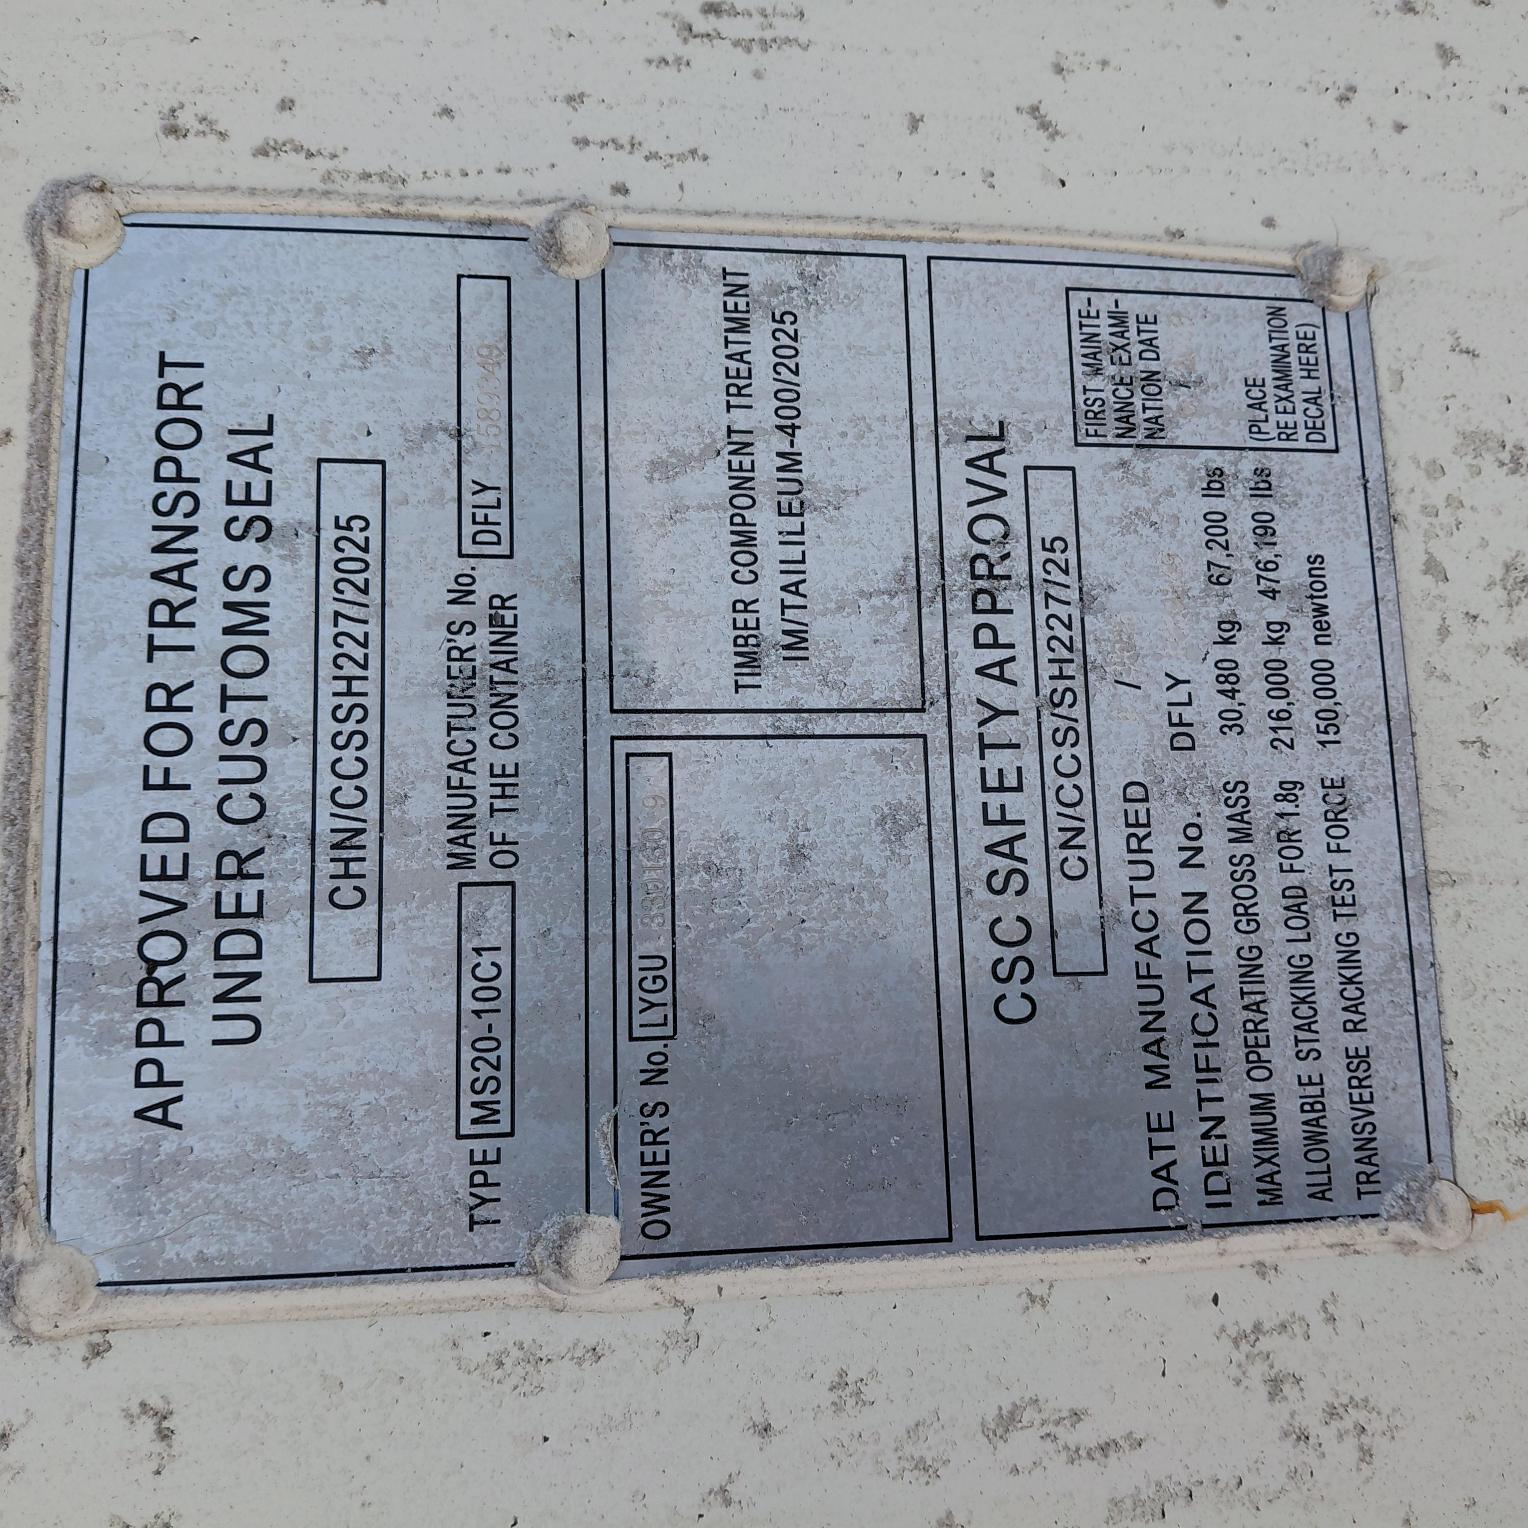 APPROVED FOR TRANSPORT
UNDER CUSTOMS SEAL
CHN/CCSSH227/2025
TYPE MS20-10C1 MANUFACTURER'S No.
OF THE CONTAINER DFLY
OWNER'S No. LYGU
TIMBER COMPONENT TREATMENT
IM/TAILILEUM-400/2025
CSC SAFETY APPROVAL
CN/CCS/SH227/25
DATE MANUFACTURED /
IDENTIFICATION No. DFLY
MAXIMUM OPERATING GROSS MASS 30,480 kg 67,200 lbs
ALLOWABLE STACKING LOAD FOR 1.8g 216,000 kg 476,190 lbs
TRANSVERSE RACKING TEST FORCE 150,000 newtons
FIRST MAINTE-
NANCE EXAMI-
NATION DATE
(PLACE
RE EXAMINATION
DECAL HERE)